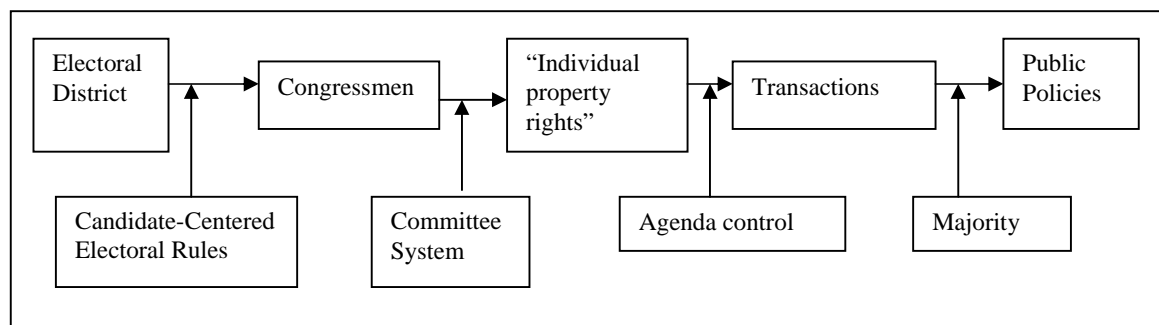 Electoral
District
Congressmen
“Individual
property
rights”
Transactions
Public
Policies
Candidate-Centered
Electoral Rules
Committee
System
Agenda control
Majority